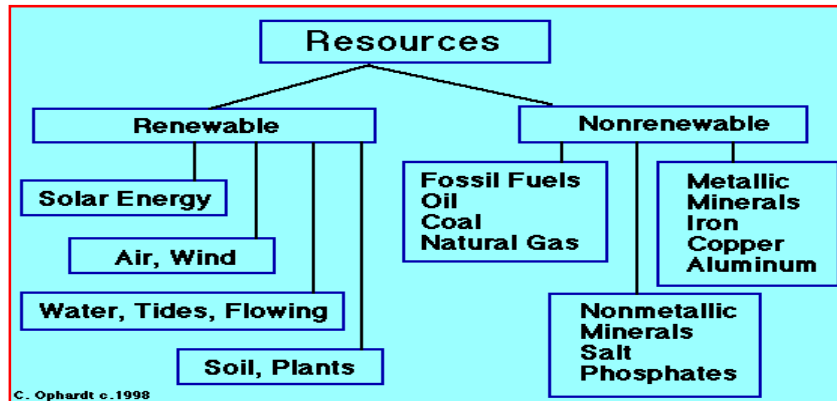 Resources
Renewable
Nonrenewable
Solar Energy
Air, Wind
Water, Tides, Flowing
Soil, Plants
Fossil Fuels
Oil
Coal
Natural Gas
Nonmetallic
Minerals
Salt
Phosphates
Metallic
Minerals
Iron
Copper
Aluminum
C. Ophardt c.1998